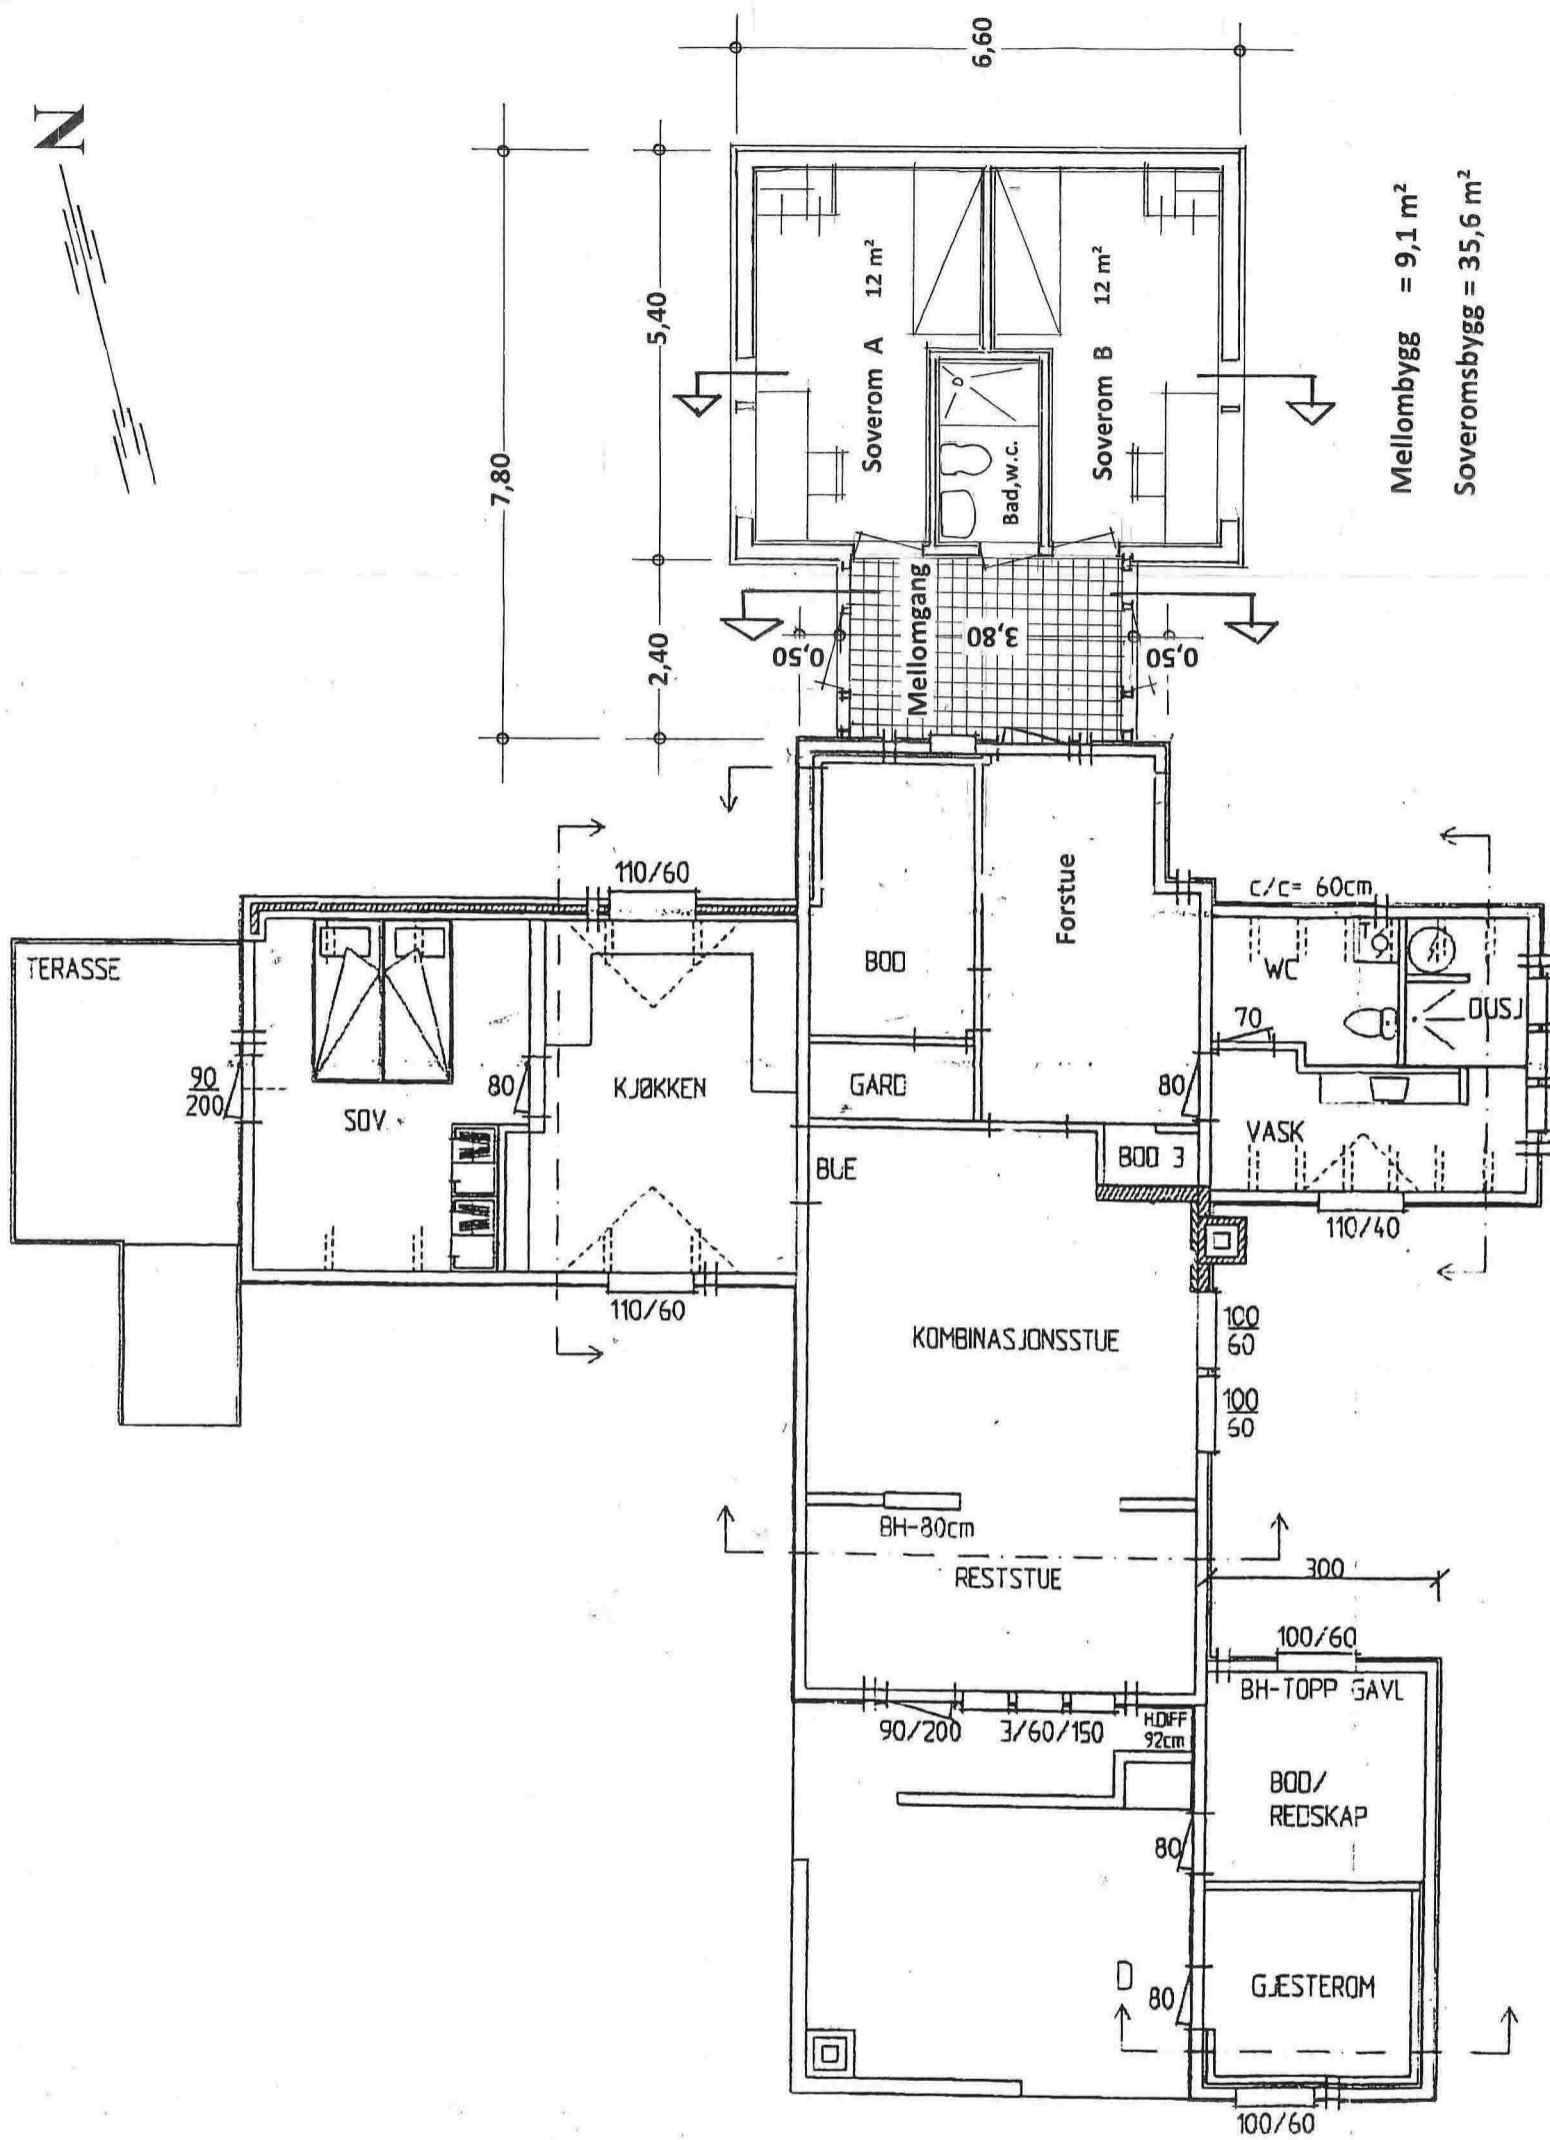 N
6,60
7,80
5,40
2,40
Soverom A 12 m²
Soverom B 12 m²
Bad,w.c.
Mellombygg = 9,1 m²
Soveromsbygg = 35,6 m²
Mellomgang
3,80
0,50
0,50
110/60
c/c= 60cm
TERASSE
BOD
Forstue
WC
T
DUSJ
70
90
200
80
KJØKKEN
GARD
80
SOV
VASK
BUE
BOD 3
110/40
110/60
KOMBINASJONSSTUE
100
60
100
60
BH-80cm
RESTSTUE
300
100/60
BH-TOPP GAVL
90/200
3/60/150
H.DIFF
92cm
BOD/
REDSKAP
80
80
GJESTEROM
100/60